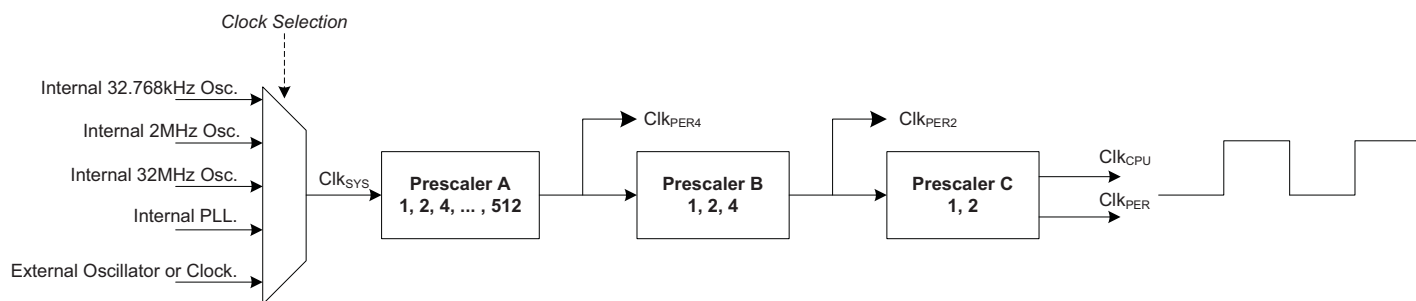 Clock Selection
Internal 32.768kHz Osc.
Internal 2MHz Osc.
Internal 32MHz Osc.
Internal PLL.
External Oscillator or Clock.
ClkSYS
Prescaler A
1, 2, 4, ... , 512
ClkPER4
Prescaler B
1, 2, 4
ClkPER2
Prescaler C
1, 2
ClkCPU
ClkPER